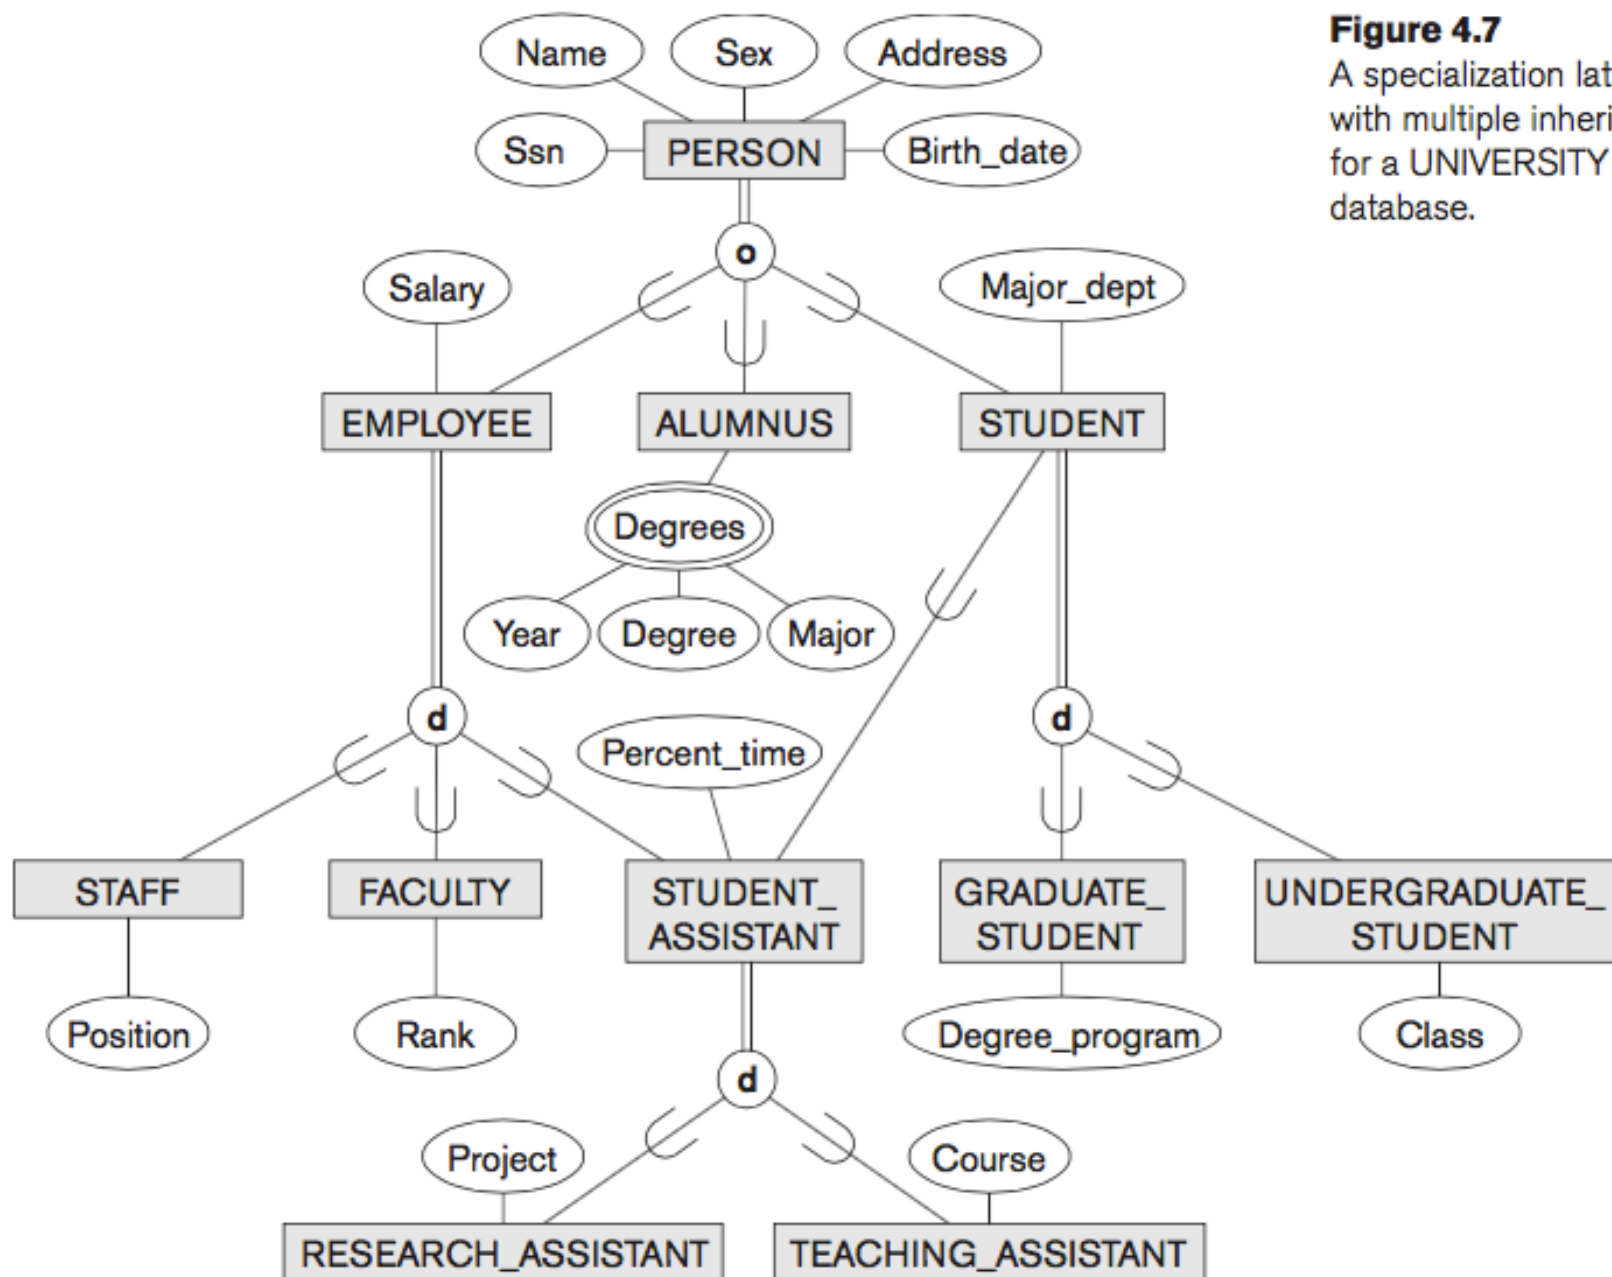 Figure 4.7
A specialization lat
with multiple inheri
for a UNIVERSITY
database.
Name
Sex
Address
Ssn
PERSON
Birth_date
o
Salary
Major_dept
EMPLOYEE
ALUMNUS
STUDENT
Degrees
Year
Degree
Major
d
d
Percent_time
STAFF
FACULTY
STUDENT_
ASSISTANT
GRADUATE_
STUDENT
UNDERGRADUATE_
STUDENT
Position
Rank
Degree_program
Class
d
Project
Course
RESEARCH_ASSISTANT
TEACHING_ASSISTANT